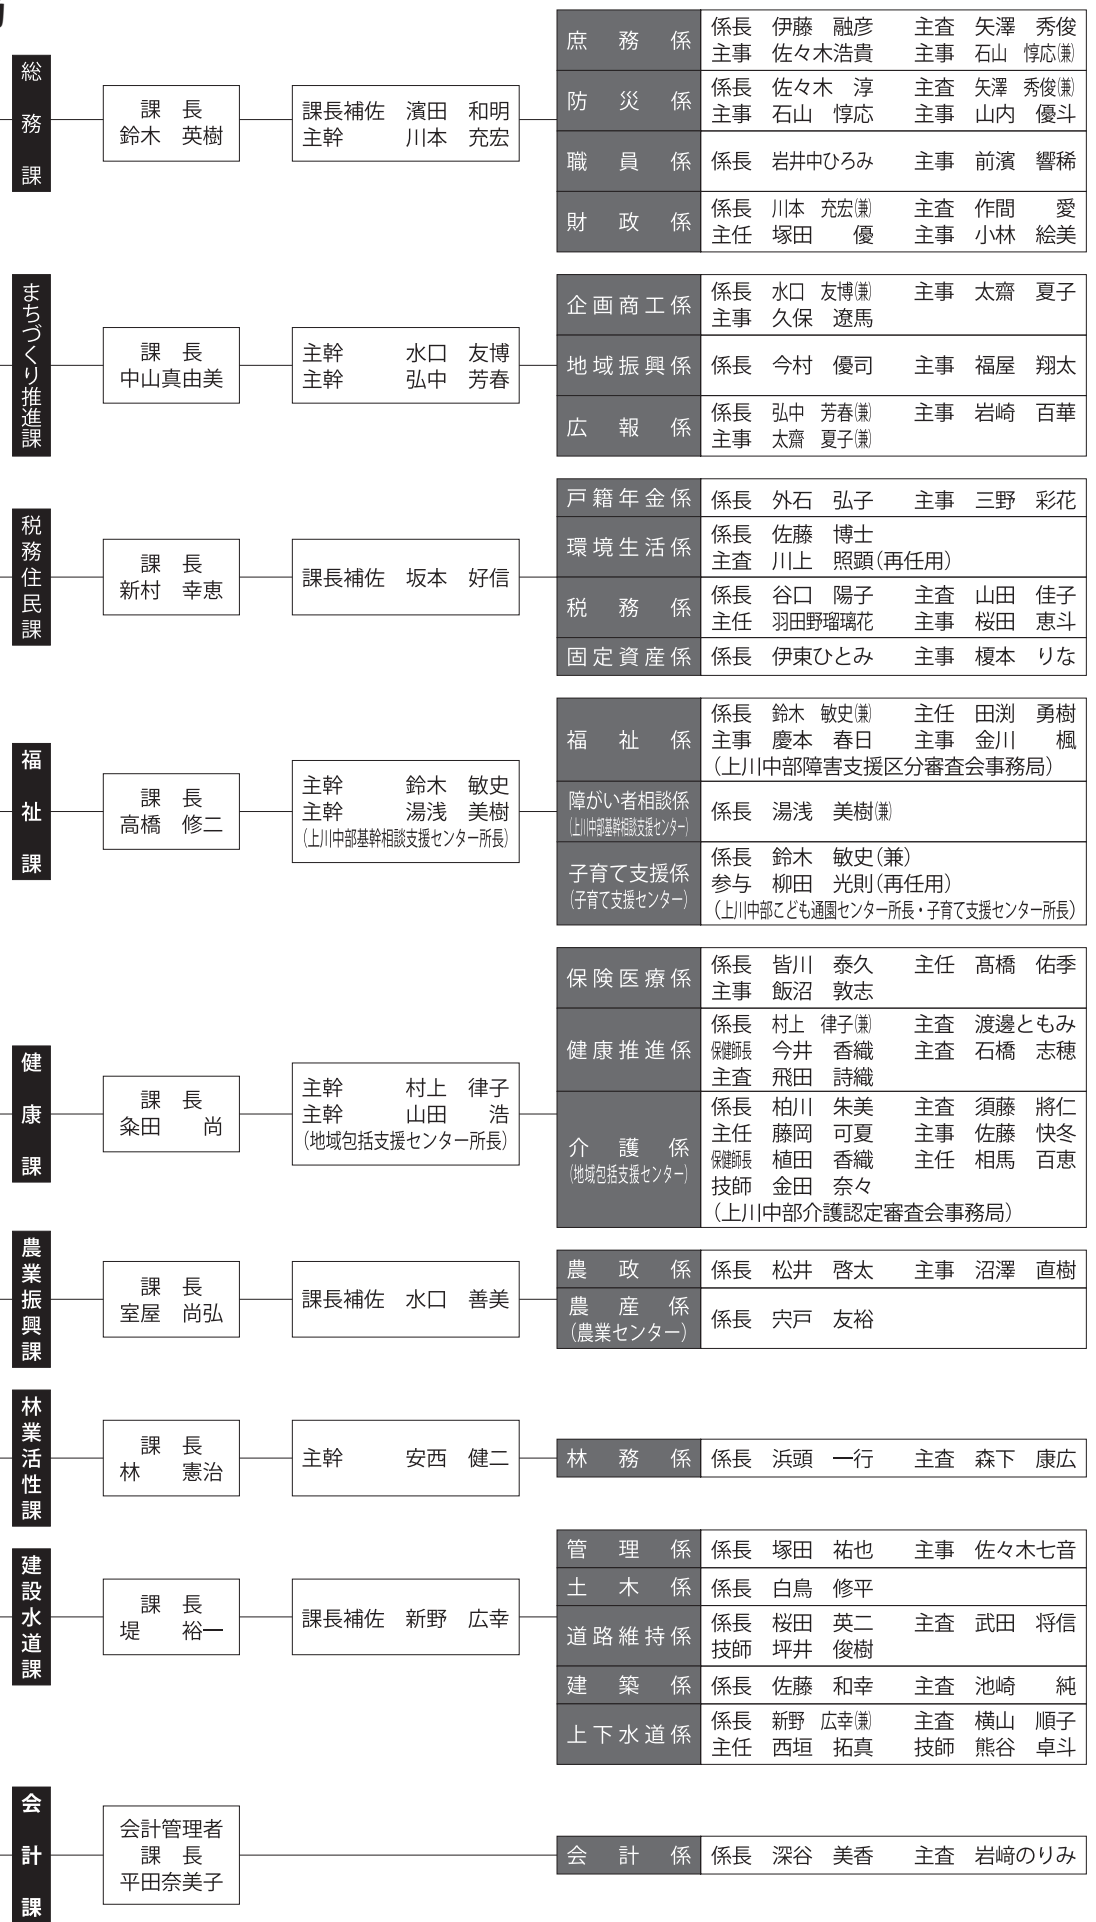 総務課
課　長
鈴木　英樹
課長補佐　濱田　和明
主幹　川本　充宏
庶務係
係長　伊藤　融彦　主査　矢澤　秀俊
主事　佐々木浩貴　主事　石山　惇応㈱
防災係
係長　佐々木　淳　主査　矢澤　秀俊(兼)
主事　石山　惇応　主事　山内　優斗
職員係
係長　岩井中ひろみ　主事　前濱　響稀
財政係
係長　川本　充宏(兼)　主査　作間　愛
主任　塚田　優　主事　小林　絵美
まちづくり推進課
課　長
中山真由美
主幹　水口　友博
主幹　弘中　芳春
企画商工係
係長　水口　友博(兼)　主事　太齋　夏子
主事　久保　遼馬
地域振興係
係長　今村　優司　主事　福屋　翔太
広報係
係長　弘中　芳春(兼)　主事　岩崎　百華
主事　太齋　夏子(兼)
税務住民課
課　長
新村　幸恵
課長補佐　坂本　好信
戸籍年金係
係長　外石　弘子　主事　三野　彩花
環境生活係
係長　佐藤　博士
主査　川上　照顕(再任用)
税務係
係長　谷口　陽子　主査　山田　佳子
主任　羽田野瑠璃花　主事　桜田　恵斗
固定資産係
係長　伊東ひとみ　主事　榎本　りな
福祉課
課　長
高橋　修二
主幹　鈴木　敏史
主幹　湯浅　美樹
(上川中部基幹相談支援センター所長)
福祉係
係長　鈴木　敏史(兼)　主任　田渕　勇樹
主事　慶本　春日　主事　金川　楓
(上川中部障害支援区分審査会事務局)
障がい者相談係
(上川中部基幹相談支援センター)
係長　湯浅　美樹(兼)
子育て支援係
(子育て支援センター)
係長　鈴木　敏史(兼)
参与　柳田　光則(再任用)
(上川中部こども通園センター所長・子育て支援センター所長)
健康課
課　長
粂田　尚
主幹　村上　律子
主幹　山田　浩
(地域包括支援センター所長)
保険医療係
係長　皆川　泰久　主任　髙橋　佑季
主事　飯沼　敦志
健康推進係
係長　村上　律子(兼)　主査　渡邊ともみ
保健師長　今井　香織　主査　石橋　志穂
主査　飛田　詩織
介護係
(地域包括支援センター)
係長　柏川　朱美　主査　須藤　將仁
主任　藤岡　可夏　主事　佐藤　快冬
保健師長　植田　香織　主任　相馬　百恵
技師　金田　奈々
(上川中部介護認定審査会事務局)
農業振興課
課　長
室屋　尚弘
課長補佐　水口　善美
農政係
係長　松井　啓太　主事　沼澤　直樹
農産係
(農業センター)
係長　宍戸　友裕
林業活性課
課　長
林　憲治
主幹　安西　健二
林務係
係長　浜頭　一行　主査　森下　康広
建設水道課
課　長
堤　裕一
課長補佐　新野　広幸
管理係
係長　塚田　祐也　主事　佐々木七音
土木係
係長　白鳥　修平
道路維持係
係長　桜田　英二　主査　武田　将信
技師　坪井　俊樹
建築係
係長　佐藤　和幸　主査　池崎　純
上下水道係
係長　新野　広幸(兼)　主査　横山　順子
主任　西垣　拓真　技師　熊谷　卓斗
会計課
会計管理者
課　長
平田奈美子
会計係
係長　深谷　美香　主査　岩﨑のりみ